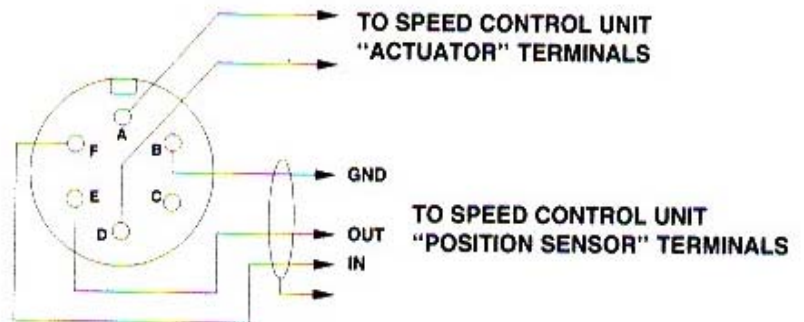 TO SPEED CONTROL UNIT
"ACTUATOR" TERMINALS
A
F
B
GND
E
C
TO SPEED CONTROL UNIT
"POSITION SENSOR" TERMINALS
D
OUT
IN